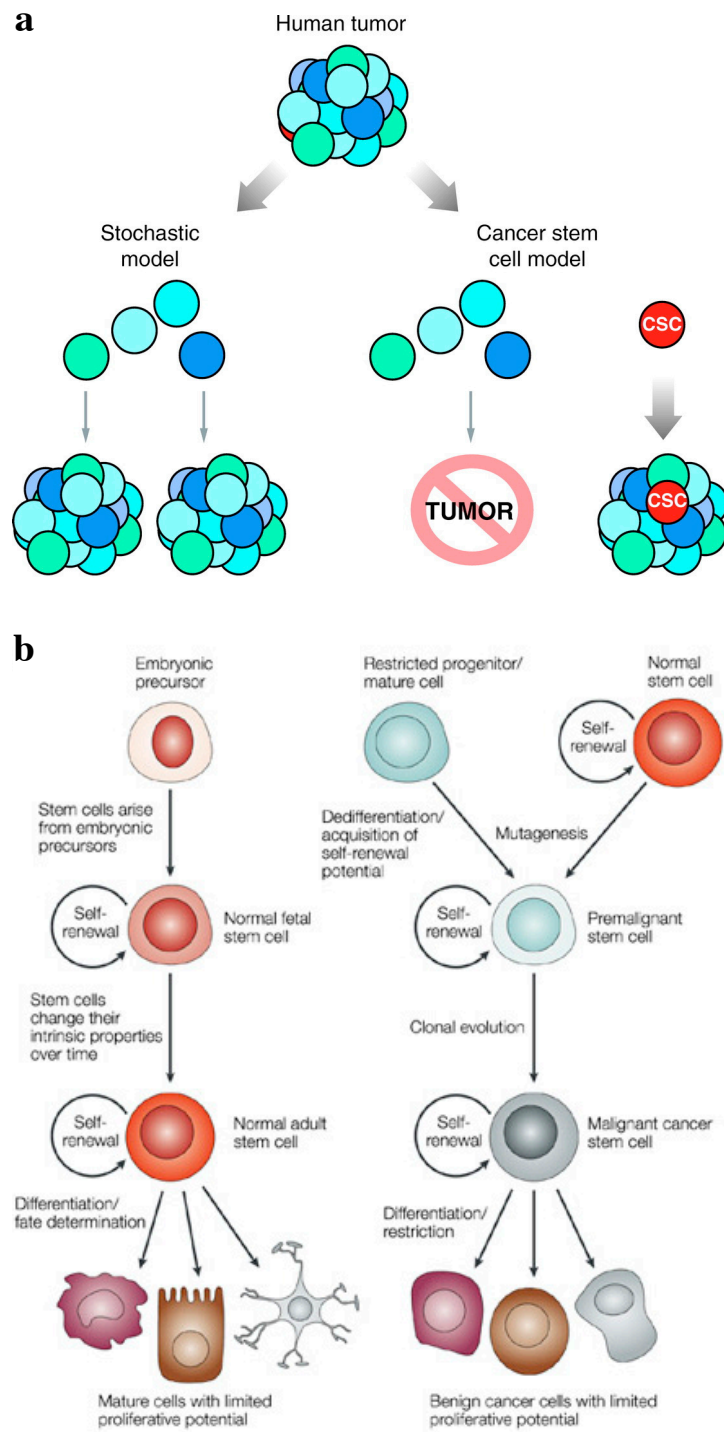 a
Human tumor
Stochastic
model
Cancer stem
cell model
CSC
TUMOR
CSC
b
Embryonic
precursor
Stem cells arise
from embryonic
precursors
Self-
renewal
Normal fetal
stem cell
Stem cells
change their
intrinsic properties
over time
Self-
renewal
Normal adult
stem cell
Differentiation/
fate determination
Mature cells with limited
proliferative potential
Restricted progenitor/
mature cell
Normal
stem cell
Self-
renewal
Dedifferentiation/
acquisition of
self-renewal
potential
Mutagenesis
Self-
renewal
Premalignant
stem cell
Clonal evolution
Self-
renewal
Malignant cancer
stem cell
Differentiation/
restriction
Benign cancer cells with limited
proliferative potential